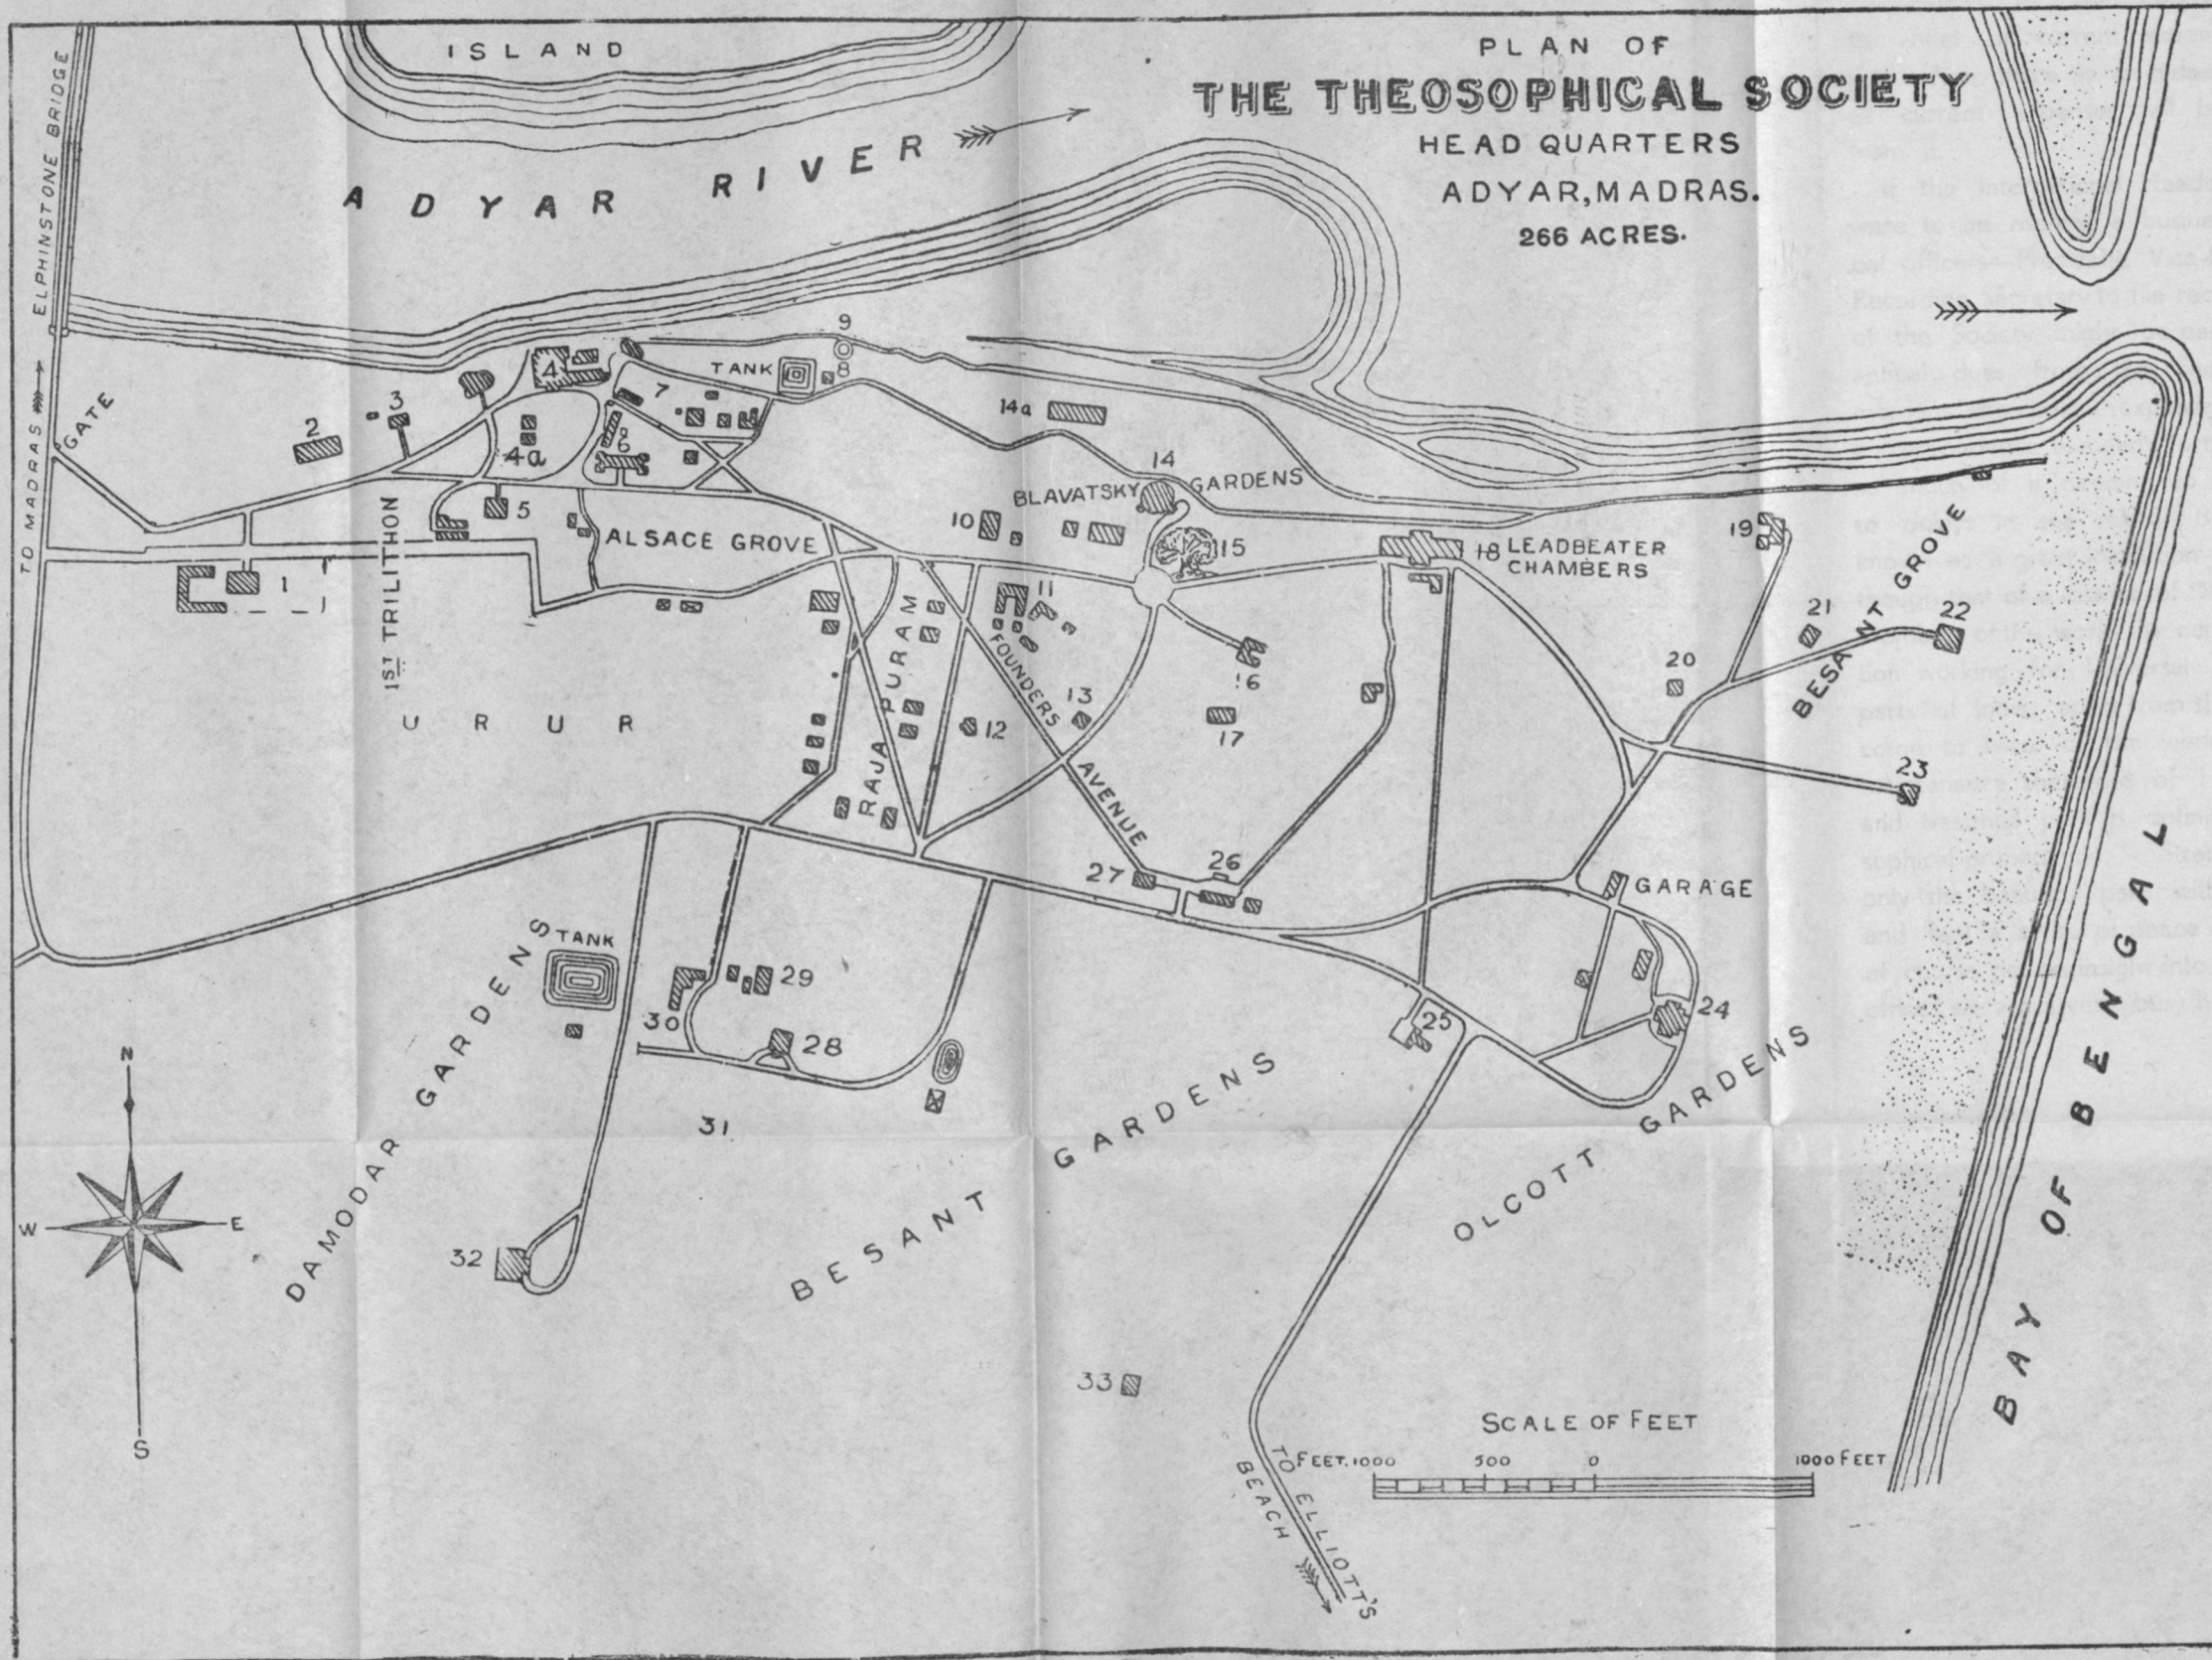 PLAN OF
THE THEOSOPHICAL SOCIETY
HEAD QUARTERS
ADYAR, MADRAS.
266 ACRES.
ISLAND
ADYAR RIVER
ELPHINSTONE BRIDGE
TO MADRAS
GATE
1
2
3
4
4a
5
6
7
TANK
8
9
1ST TRILITHON
ALSACE GROVE
URUR
RAJA PURAM
10
11
12
FOUNDERS AVENUE
13
BLAVATSKY GARDENS
14
14a
15
16
17
18 LEADBEATER
CHAMBERS
19
20
21
22
BESANT GROVE
23
GARAGE
24
25
26
27
28
29
30
31
32
33
TANK
DAMODAR GARDENS
BESANT GARDENS
OLCOTT GARDENS
BAY OF BENGAL
N
W
E
S
SCALE OF FEET
FEET. 1000 500 0 1000 FEET
TO ELLIOTT'S
BEACH